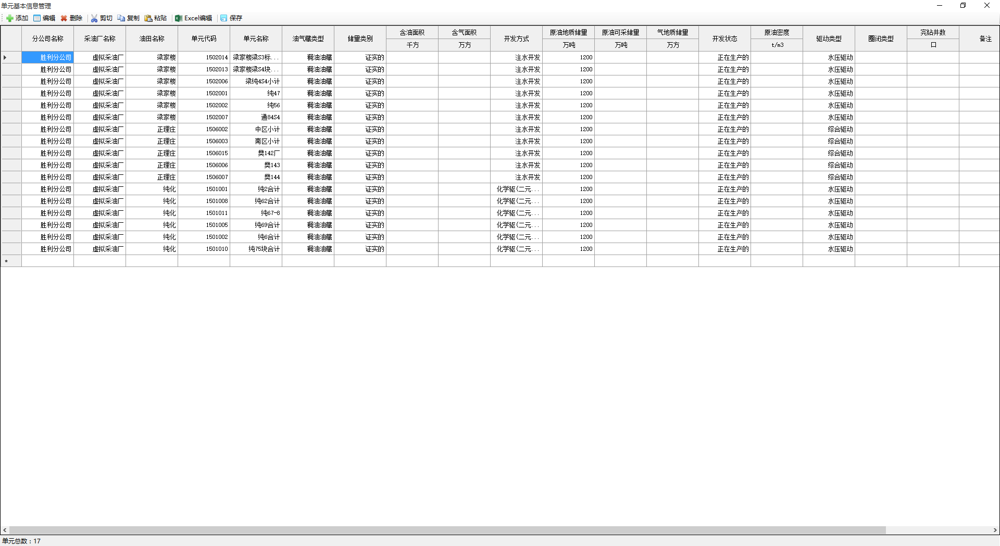 单元基本信息管理
添加 编辑 删除 剪切 复制 粘贴 Excel编辑 保存
分公司名称 采油厂名称 油田名称 单元代码 单元名称 油气藏类型 储量类别 含油面积 含气面积 开发方式 原油地质储量 原油可采储量 气地质储量 开发状态 原油密度 驱动类型 圈闭类型 完钻井数 备注
千方 万方 万吨 万吨 万方 t/m3 口
胜利分公司 虚拟采油厂 梁家楼 1502014 梁家楼梁S3标... 稠油油藏 证实的 注水开发 1200 正在生产的 水压驱动
胜利分公司 虚拟采油厂 梁家楼 1502013 梁家楼梁S4块... 稠油油藏 证实的 注水开发 1200 正在生产的 水压驱动
胜利分公司 虚拟采油厂 梁家楼 1502006 梁纯4S4小计 稠油油藏 证实的 注水开发 1200 正在生产的 水压驱动
胜利分公司 虚拟采油厂 梁家楼 1502001 纯47 稠油油藏 证实的 注水开发 1200 正在生产的 水压驱动
胜利分公司 虚拟采油厂 梁家楼 1502002 纯56 稠油油藏 证实的 注水开发 1200 正在生产的 水压驱动
胜利分公司 虚拟采油厂 梁家楼 1502007 通84S4 稠油油藏 证实的 注水开发 1200 正在生产的 水压驱动
胜利分公司 虚拟采油厂 正理庄 1506002 中区小计 稠油油藏 证实的 注水开发 1200 正在生产的 综合驱动
胜利分公司 虚拟采油厂 正理庄 1506003 南区小计 稠油油藏 证实的 注水开发 1200 正在生产的 综合驱动
胜利分公司 虚拟采油厂 正理庄 1506015 樊142厂 稠油油藏 证实的 注水开发 1200 正在生产的 综合驱动
胜利分公司 虚拟采油厂 正理庄 1506006 樊143 稠油油藏 证实的 注水开发 1200 正在生产的 综合驱动
胜利分公司 虚拟采油厂 正理庄 1506007 樊144 稠油油藏 证实的 注水开发 1200 正在生产的 综合驱动
胜利分公司 虚拟采油厂 纯化 1501001 纯2合计 稠油油藏 证实的 化学驱(二元... 1200 正在生产的 水压驱动
胜利分公司 虚拟采油厂 纯化 1501008 纯62合计 稠油油藏 证实的 化学驱(二元... 1200 正在生产的 水压驱动
胜利分公司 虚拟采油厂 纯化 1501011 纯67-8 稠油油藏 证实的 化学驱(二元... 1200 正在生产的 水压驱动
胜利分公司 虚拟采油厂 纯化 1501005 纯69合计 稠油油藏 证实的 化学驱(二元... 1200 正在生产的 水压驱动
胜利分公司 虚拟采油厂 纯化 1501002 纯6合计 稠油油藏 证实的 化学驱(二元... 1200 正在生产的 水压驱动
胜利分公司 虚拟采油厂 纯化 1501010 纯75块合计 稠油油藏 证实的 化学驱(二元... 1200 正在生产的 水压驱动
*
单元总数：17